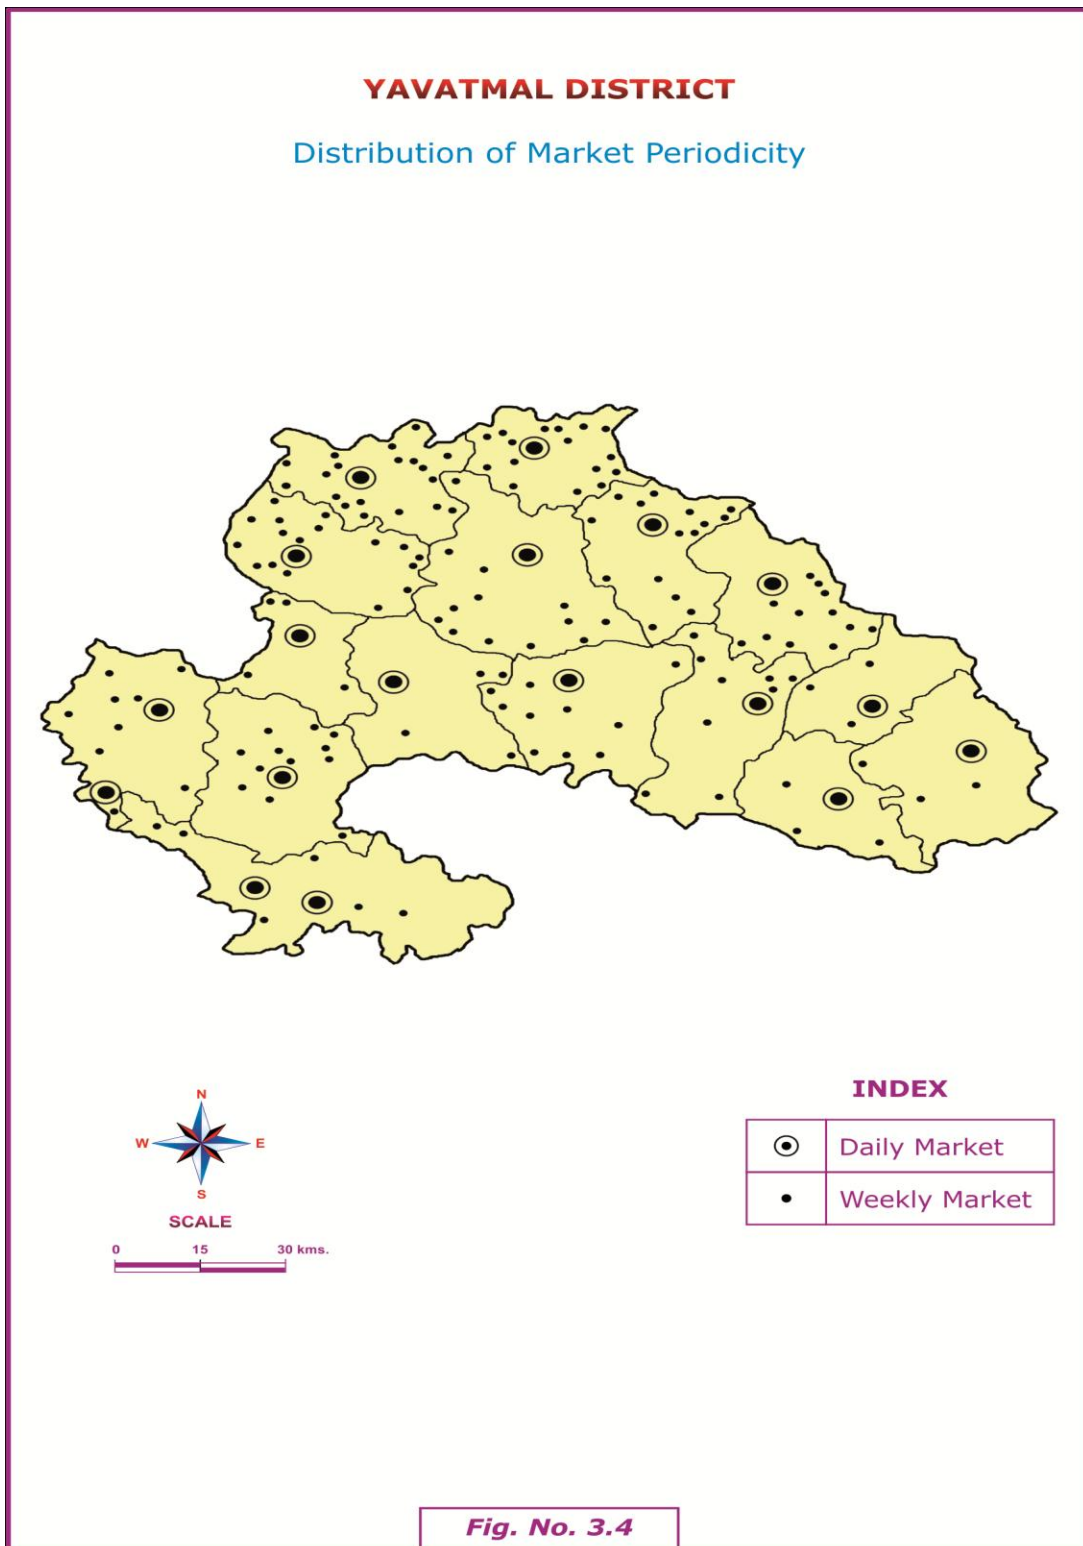 YAVATMAL DISTRICT
Distribution of Market Periodicity
N
W E
S
SCALE
0 15 30 kms.
INDEX
Daily Market
Weekly Market
Fig. No. 3.4